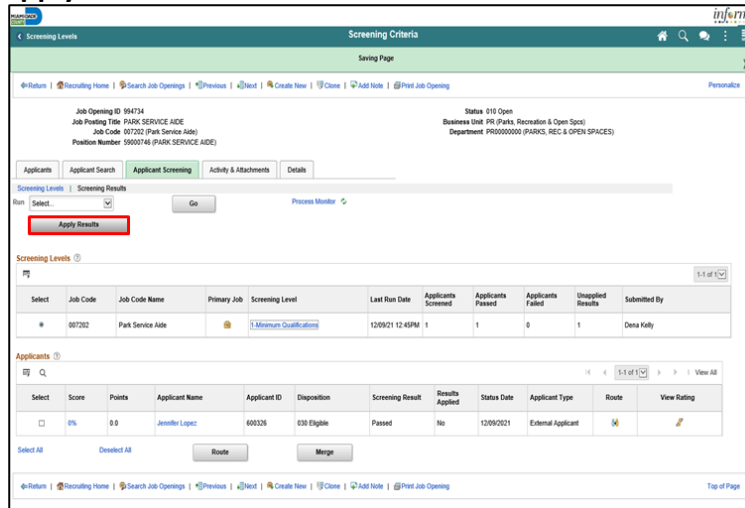 MIAMI-DADE
COUNTY
inform
Screening Levels
Screening Criteria
Saving Page
Return | Recruiting Home | Search Job Openings | Previous | Next | Create New | Clone | Add Note | Print Job Opening
Personalize
Job Opening ID 994734
Status 010 Open
Job Posting Title PARK SERVICE AIDE
Business Unit PR (Parks, Recreation & Open Spcs)
Job Code 007202 (Park Service Aide)
Department PR00000000 (PARKS, REC & OPEN SPACES)
Position Number 59000746 (PARK SERVICE AIDE)
Applicants Applicant Search Applicant Screening Activity & Attachments Details
Screening Levels | Screening Results
Run Select... Go Process Monitor
Apply Results
Screening Levels
1-1 of 1
Select Job Code Job Code Name Primary Job Screening Level Last Run Date Applicants Screened Applicants Passed Applicants Failed Unapplied Results Submitted By
007202 Park Service Aide 1-Minimum Qualifications 12/09/21 12:45PM 1 1 0 1 Dena Kelly
Applicants
1-1 of 1 View All
Select Score Points Applicant Name Applicant ID Disposition Screening Result Results Applied Status Date Applicant Type Route View Rating
0% 0.0 Jennifer Lopez 600326 030 Eligible Passed No 12/09/2021 External Applicant
Select All Deselect All Route Merge
Return | Recruiting Home | Search Job Openings | Previous | Next | Create New | Clone | Add Note | Print Job Opening
Top of Page